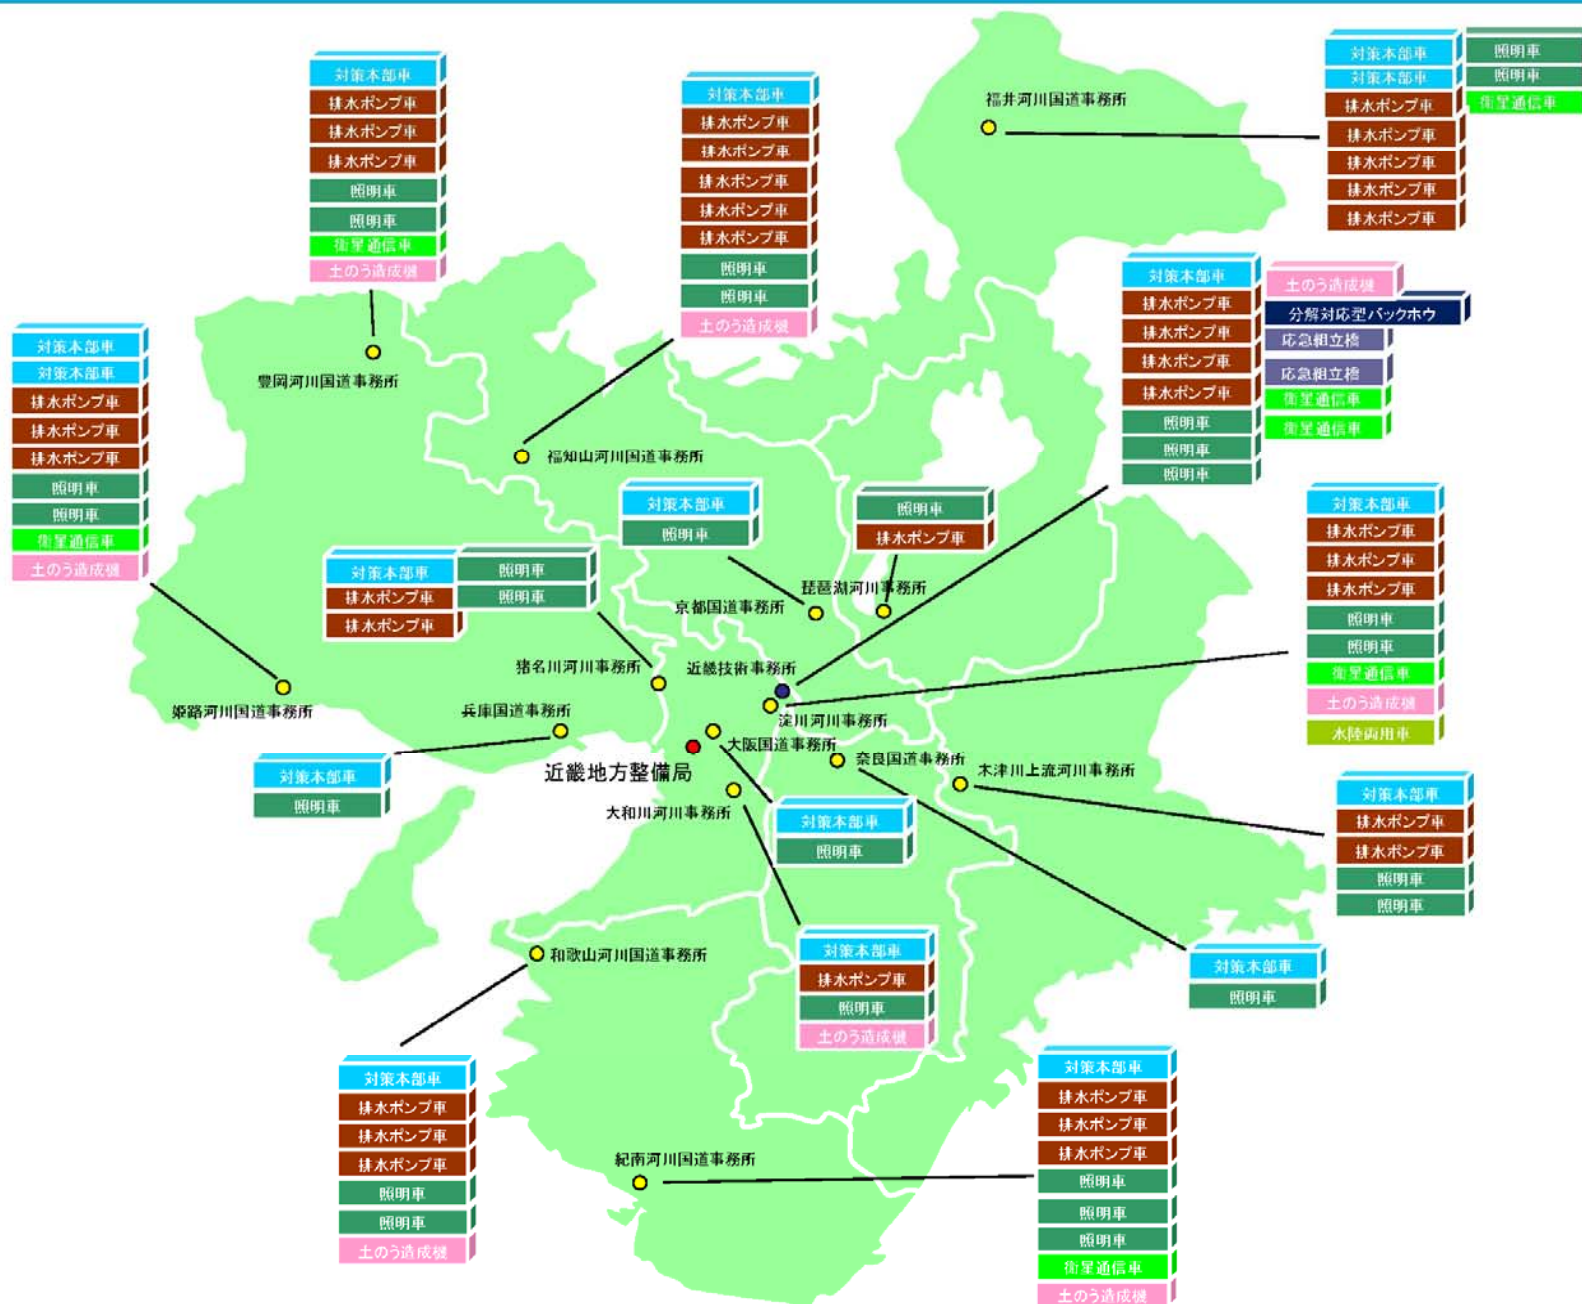 対策本部車
排水ポンプ車
排水ポンプ車
排水ポンプ車
照明車
照明車
衛星通信車
土のう造成機
豊岡河川国道事務所
対策本部車
排水ポンプ車
排水ポンプ車
排水ポンプ車
排水ポンプ車
排水ポンプ車
照明車
照明車
土のう造成機
福知山河川国道事務所
福井河川国道事務所
対策本部車
対策本部車
排水ポンプ車
排水ポンプ車
排水ポンプ車
排水ポンプ車
排水ポンプ車
照明車
照明車
衛星通信車
対策本部車
排水ポンプ車
排水ポンプ車
排水ポンプ車
排水ポンプ車
照明車
照明車
照明車
土のう造成機
分解対応型バックホウ
応急組立橋
応急組立橋
衛星通信車
衛星通信車
対策本部車
対策本部車
排水ポンプ車
排水ポンプ車
排水ポンプ車
照明車
照明車
衛星通信車
土のう造成機
姫路河川国道事務所
対策本部車
排水ポンプ車
排水ポンプ車
照明車
照明車
猪名川河川事務所
対策本部車
照明車
京都国道事務所
照明車
排水ポンプ車
琵琶湖河川事務所
近畿技術事務所
淀川河川事務所
対策本部車
排水ポンプ車
排水ポンプ車
排水ポンプ車
照明車
照明車
衛星通信車
土のう造成機
水陸両用車
兵庫国道事務所
対策本部車
照明車
近畿地方整備局
大阪国道事務所
対策本部車
照明車
奈良国道事務所
対策本部車
照明車
木津川上流河川事務所
対策本部車
排水ポンプ車
排水ポンプ車
照明車
照明車
大和川河川事務所
対策本部車
排水ポンプ車
照明車
土のう造成機
和歌山河川国道事務所
対策本部車
排水ポンプ車
排水ポンプ車
排水ポンプ車
照明車
照明車
土のう造成機
紀南河川国道事務所
対策本部車
排水ポンプ車
排水ポンプ車
排水ポンプ車
照明車
照明車
照明車
衛星通信車
土のう造成機